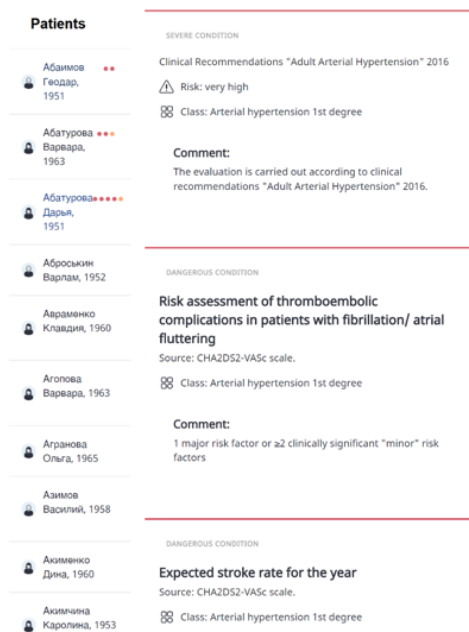 Patients
Абаимов
Геодар,
1951
Абатурова
Варвара,
1963
Абатурова
Дарья,
1951
Аброськин
Варлам, 1952
Авраменко
Клавдия, 1960
Агопова
Варвара, 1963
Агранова
Ольга, 1965
Азимов
Василий, 1958
Акименко
Дина, 1960
Акимчина
Каролина, 1953
SEVERE CONDITION
Clinical Recommendations "Adult Arterial Hypertension" 2016
Risk: very high
Class: Arterial hypertension 1st degree
Comment:
The evaluation is carried out according to clinical
recommendations "Adult Arterial Hypertension" 2016.
DANGEROUS CONDITION
Risk assessment of thromboembolic
complications in patients with fibrillation/ atrial
fluttering
Source: CHA2DS2-VASc scale.
Class: Arterial hypertension 1st degree
Comment:
1 major risk factor or ≥2 clinically significant "minor" risk
factors
DANGEROUS CONDITION
Expected stroke rate for the year
Source: CHA2DS2-VASc scale.
Class: Arterial hypertension 1st degree